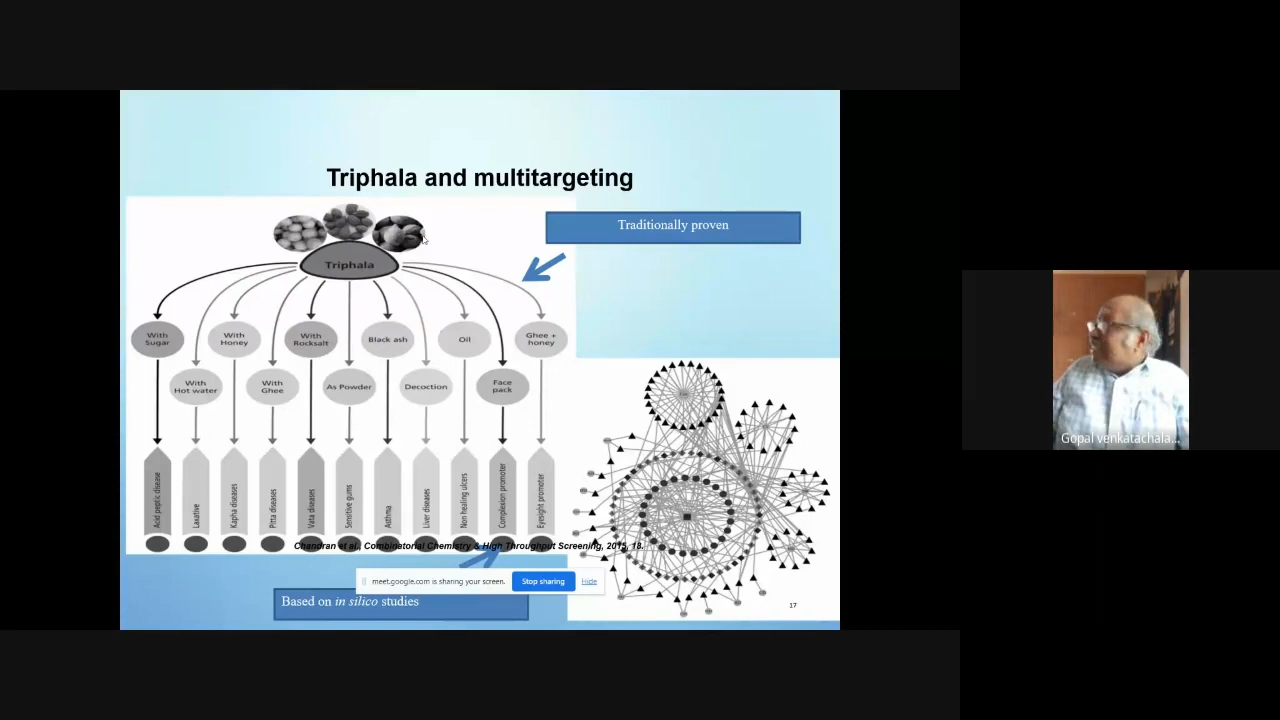 Triphala and multitargeting
Traditionally proven
Triphala
With
Sugar
With
Honey
With
Rocksalt
Black ash
Oil
Ghee +
honey
With
Hot water
With
Ghee
As Powder
Decoction
Face
pack
Acid peptic disease
Laxative
Kapha diseases
Pitta diseases
Vata diseases
Sensitive gums
Asthma
Liver diseases
Non healing ulcers
Complexion promoter
Eyesight promoter
Chandran et al., Combinatorial Chemistry & High Throughput Screening, 2015, 18.
meet.google.com is sharing your screen.
Stop sharing
Hide
Based on in silico studies
17
Gopal venkatachala...